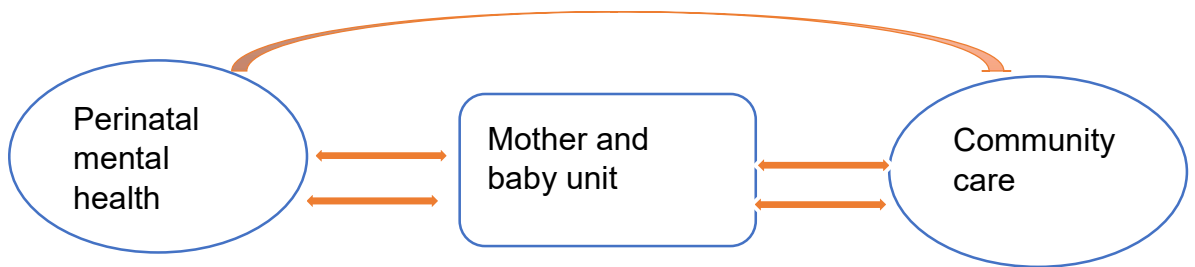 Perinatal
mental
health
Mother and
baby unit
Community
care